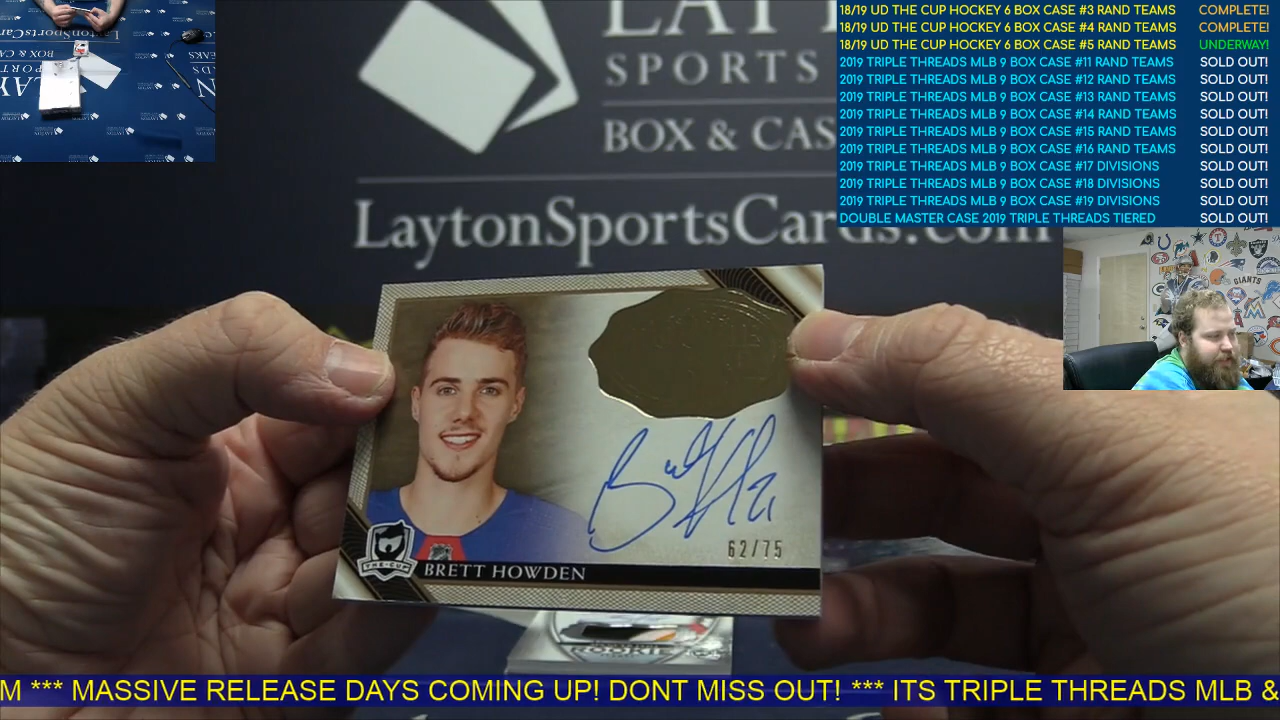 18/19 UD THE CUP HOCKEY 6 BOX CASE #3 RAND TEAMS COMPLETE!
18/19 UD THE CUP HOCKEY 6 BOX CASE #4 RAND TEAMS COMPLETE!
18/19 UD THE CUP HOCKEY 6 BOX CASE #5 RAND TEAMS UNDERWAY!
2019 TRIPLE THREADS MLB 9 BOX CASE #11 RAND TEAMS SOLD OUT!
2019 TRIPLE THREADS MLB 9 BOX CASE #12 RAND TEAMS SOLD OUT!
2019 TRIPLE THREADS MLB 9 BOX CASE #13 RAND TEAMS SOLD OUT!
2019 TRIPLE THREADS MLB 9 BOX CASE #14 RAND TEAMS SOLD OUT!
2019 TRIPLE THREADS MLB 9 BOX CASE #15 RAND TEAMS SOLD OUT!
2019 TRIPLE THREADS MLB 9 BOX CASE #16 RAND TEAMS SOLD OUT!
2019 TRIPLE THREADS MLB 9 BOX CASE #17 DIVISIONS SOLD OUT!
2019 TRIPLE THREADS MLB 9 BOX CASE #18 DIVISIONS SOLD OUT!
2019 TRIPLE THREADS MLB 9 BOX CASE #19 DIVISIONS SOLD OUT!
DOUBLE MASTER CASE 2019 TRIPLE THREADS TIERED SOLD OUT!
LAYT
SPORTS
BOX & CAS
LaytonSportsCards.com
GIANTS
62/75
THE CUP
BRETT HOWDEN
ROOKIE
M *** MASSIVE RELEASE DAYS COMING UP! DONT MISS OUT! *** ITS TRIPLE THREADS MLB &